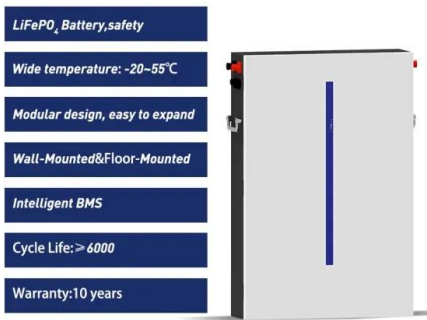 LiFePO₄ Battery,safety
Wide temperature: -20~55℃
Modular design, easy to expand
Wall-Mounted&Floor-Mounted
Intelligent BMS
Cycle Life:≥6000
Warranty:10 years